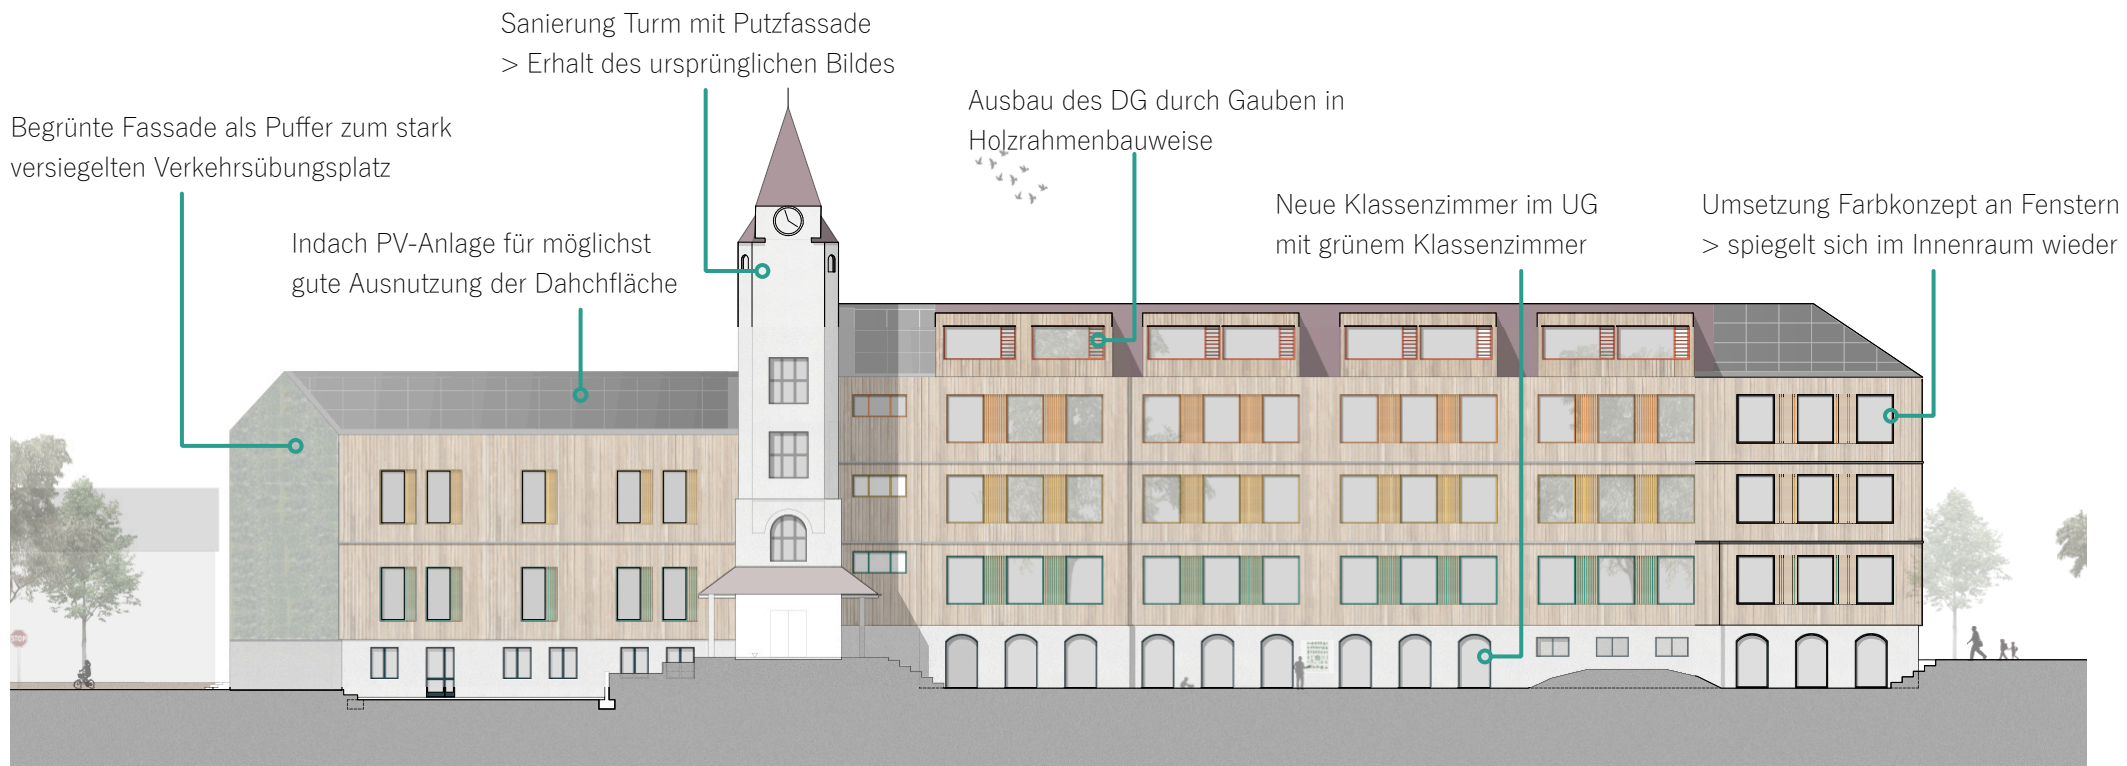 Sanierung Turm mit Putzfassade
> Erhalt des ursprünglichen Bildes
Ausbau des DG durch Gauben in
Holzrahmenbauweise
Begrünte Fassade als Puffer zum stark
versiegelten Verkehrsübungsplatz
Neue Klassenzimmer im UG
mit grünem Klassenzimmer
Umsetzung Farbkonzept an Fenstern
> spiegelt sich im Innenraum wieder
Indach PV-Anlage für möglichst
gute Ausnutzung der Dahchfläche
STOP